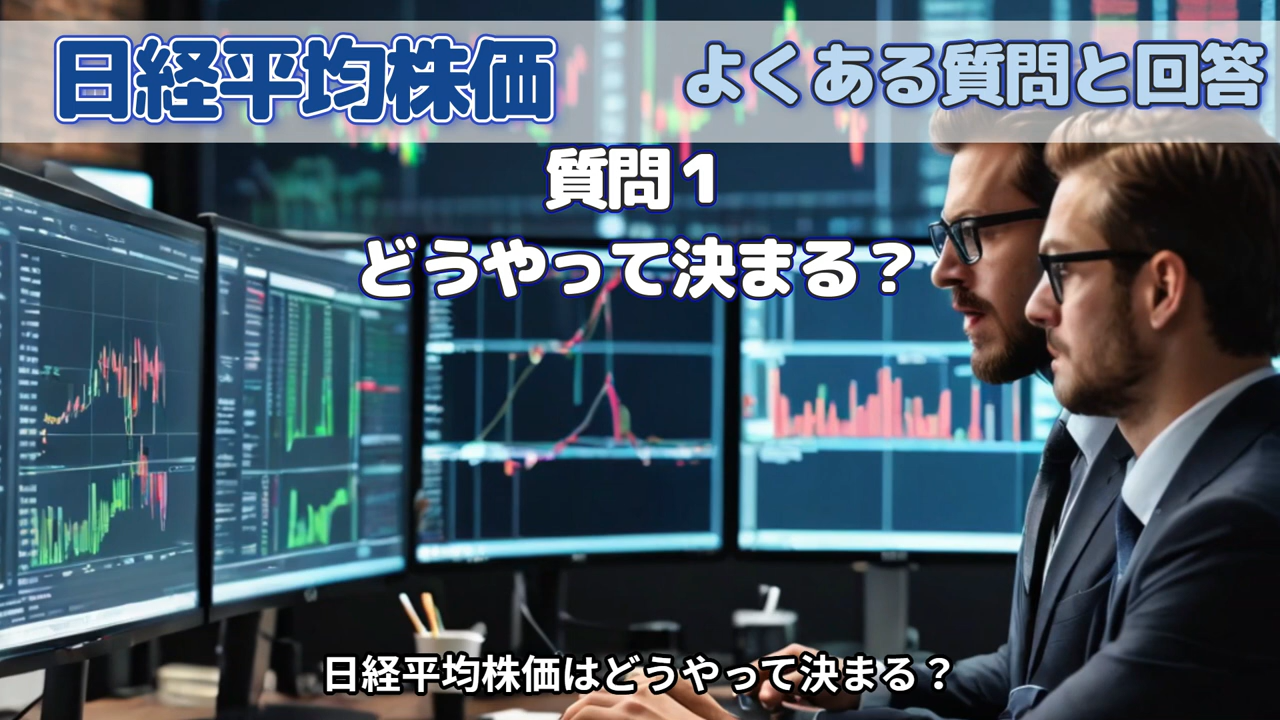 日経平均株価
よくある質問と回答
質問1
どうやって決まる?
日経平均株価はどうやって決まる?